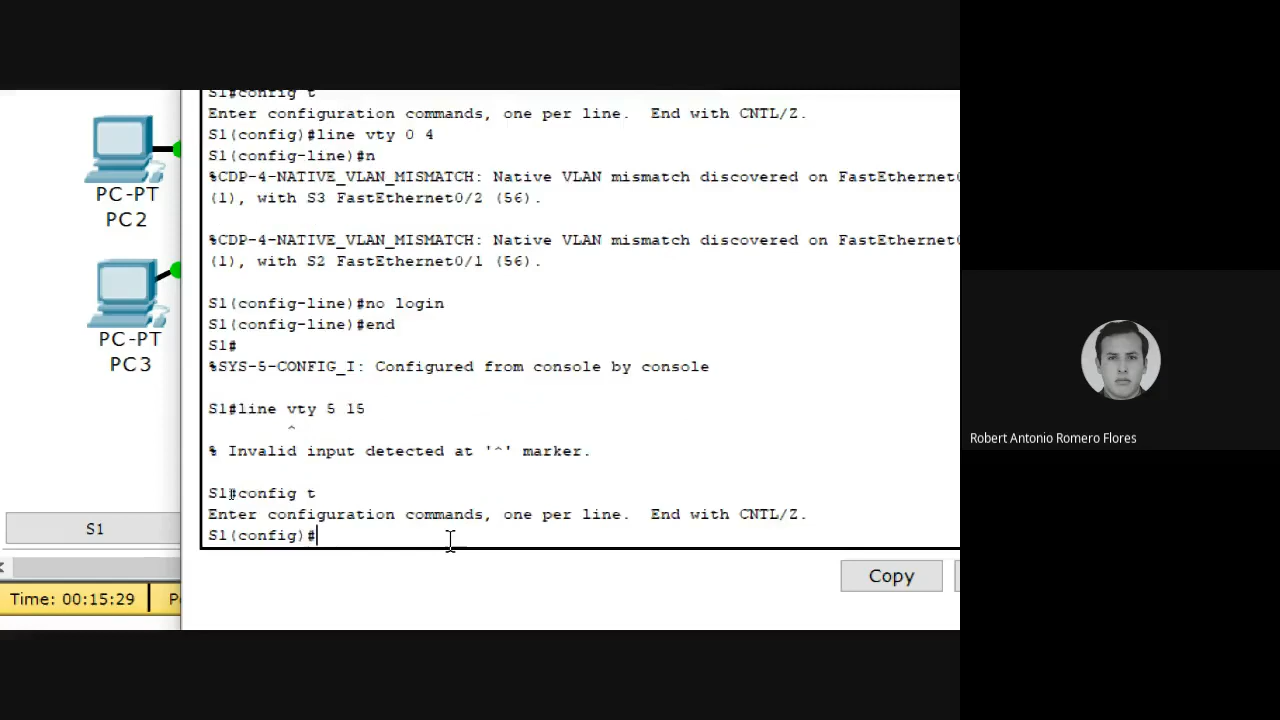 S1#config t
Enter configuration commands, one per line.  End with CNTL/Z.
S1(config)#line vty 0 4
S1(config-line)#n
%CDP-4-NATIVE_VLAN_MISMATCH: Native VLAN mismatch discovered on FastEthernet0
(1), with S3 FastEthernet0/2 (56).
%CDP-4-NATIVE_VLAN_MISMATCH: Native VLAN mismatch discovered on FastEthernet0
(1), with S2 FastEthernet0/1 (56).
S1(config-line)#no login
S1(config-line)#end
S1#
%SYS-5-CONFIG_I: Configured from console by console
S1#line vty 5 15
^
% Invalid input detected at '^' marker.
S1#config t
Enter configuration commands, one per line.  End with CNTL/Z.
S1(config)#
PC-PT
PC2
PC-PT
PC3
S1
Time: 00:15:29
Copy
Robert Antonio Romero Flores